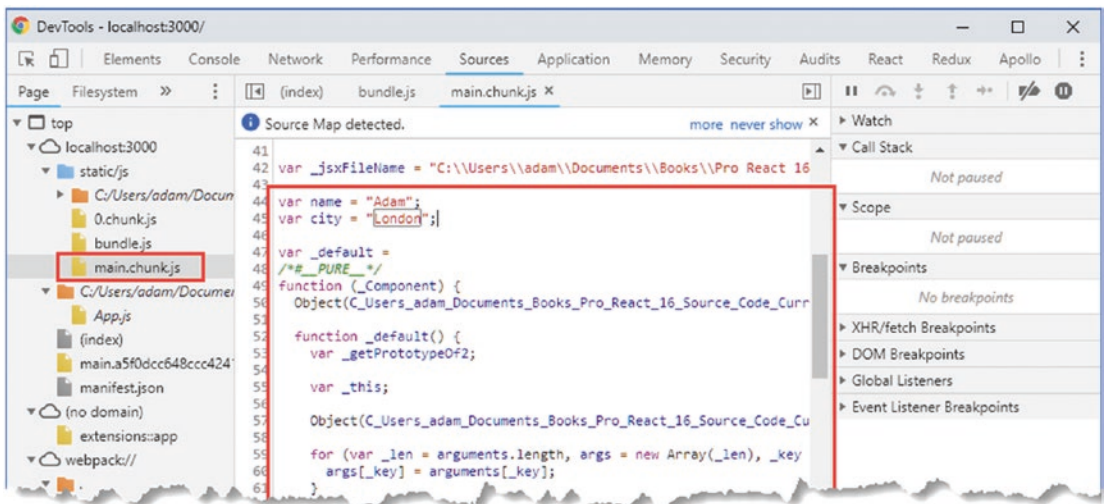 DevTools - localhost:3000/
Elements Console Network Performance Sources Application Memory Security Audits React Redux Apollo
Page Filesystem »
top
localhost:3000
static/js
C:/Users/adam/Docum
0.chunk.js
bundle.js
main.chunk.js
C:/Users/adam/Documen
App.js
(index)
main.a5f0dcc648ccc424
manifest.json
(no domain)
extensions::app
webpack://
.
(index) bundle.js main.chunk.js ×
Source Map detected. more never show ×
41
42 var _jsxFileName = "C:\\Users\\adam\\Documents\\Books\\Pro React 16
43
44 var name = "Adam";
45 var city = "London";
46
47 var _default =
48 /*#__PURE__*/
49 function (_Component) {
50 Object(C_Users_adam_Documents_Books_Pro_React_16_Source_Code_Curr
51
52 function _default() {
53 var _getPrototypeOf2;
54
55 var _this;
56
57 Object(C_Users_adam_Documents_Books_Pro_React_16_Source_Code_Cu
58
59 for (var _len = arguments.length, args = new Array(_len), _key
60 args[_key] = arguments[_key];
61 }
Watch
Call Stack
Not paused
Scope
Not paused
Breakpoints
No breakpoints
XHR/fetch Breakpoints
DOM Breakpoints
Global Listeners
Event Listener Breakpoints